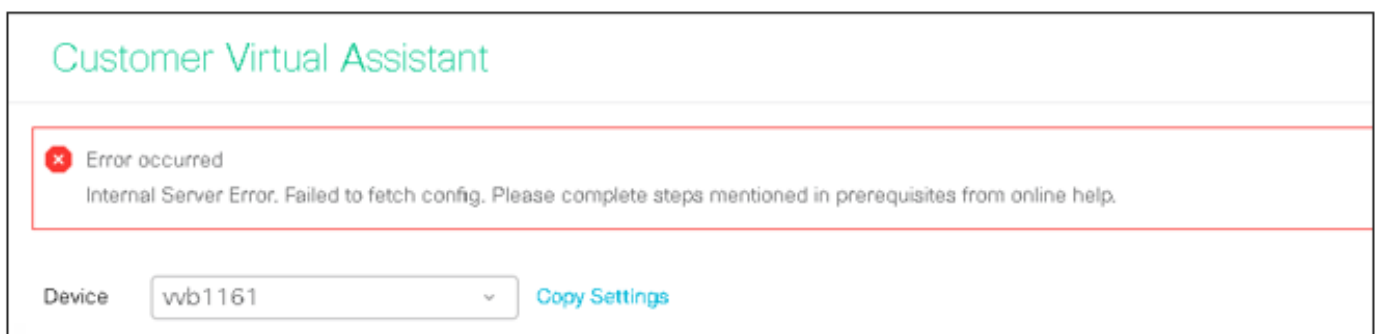 Customer Virtual Assistant
Error occurred
Internal Server Error. Failed to fetch config. Please complete steps mentioned in prerequisites from online help.
Device vvb1161 Copy Settings